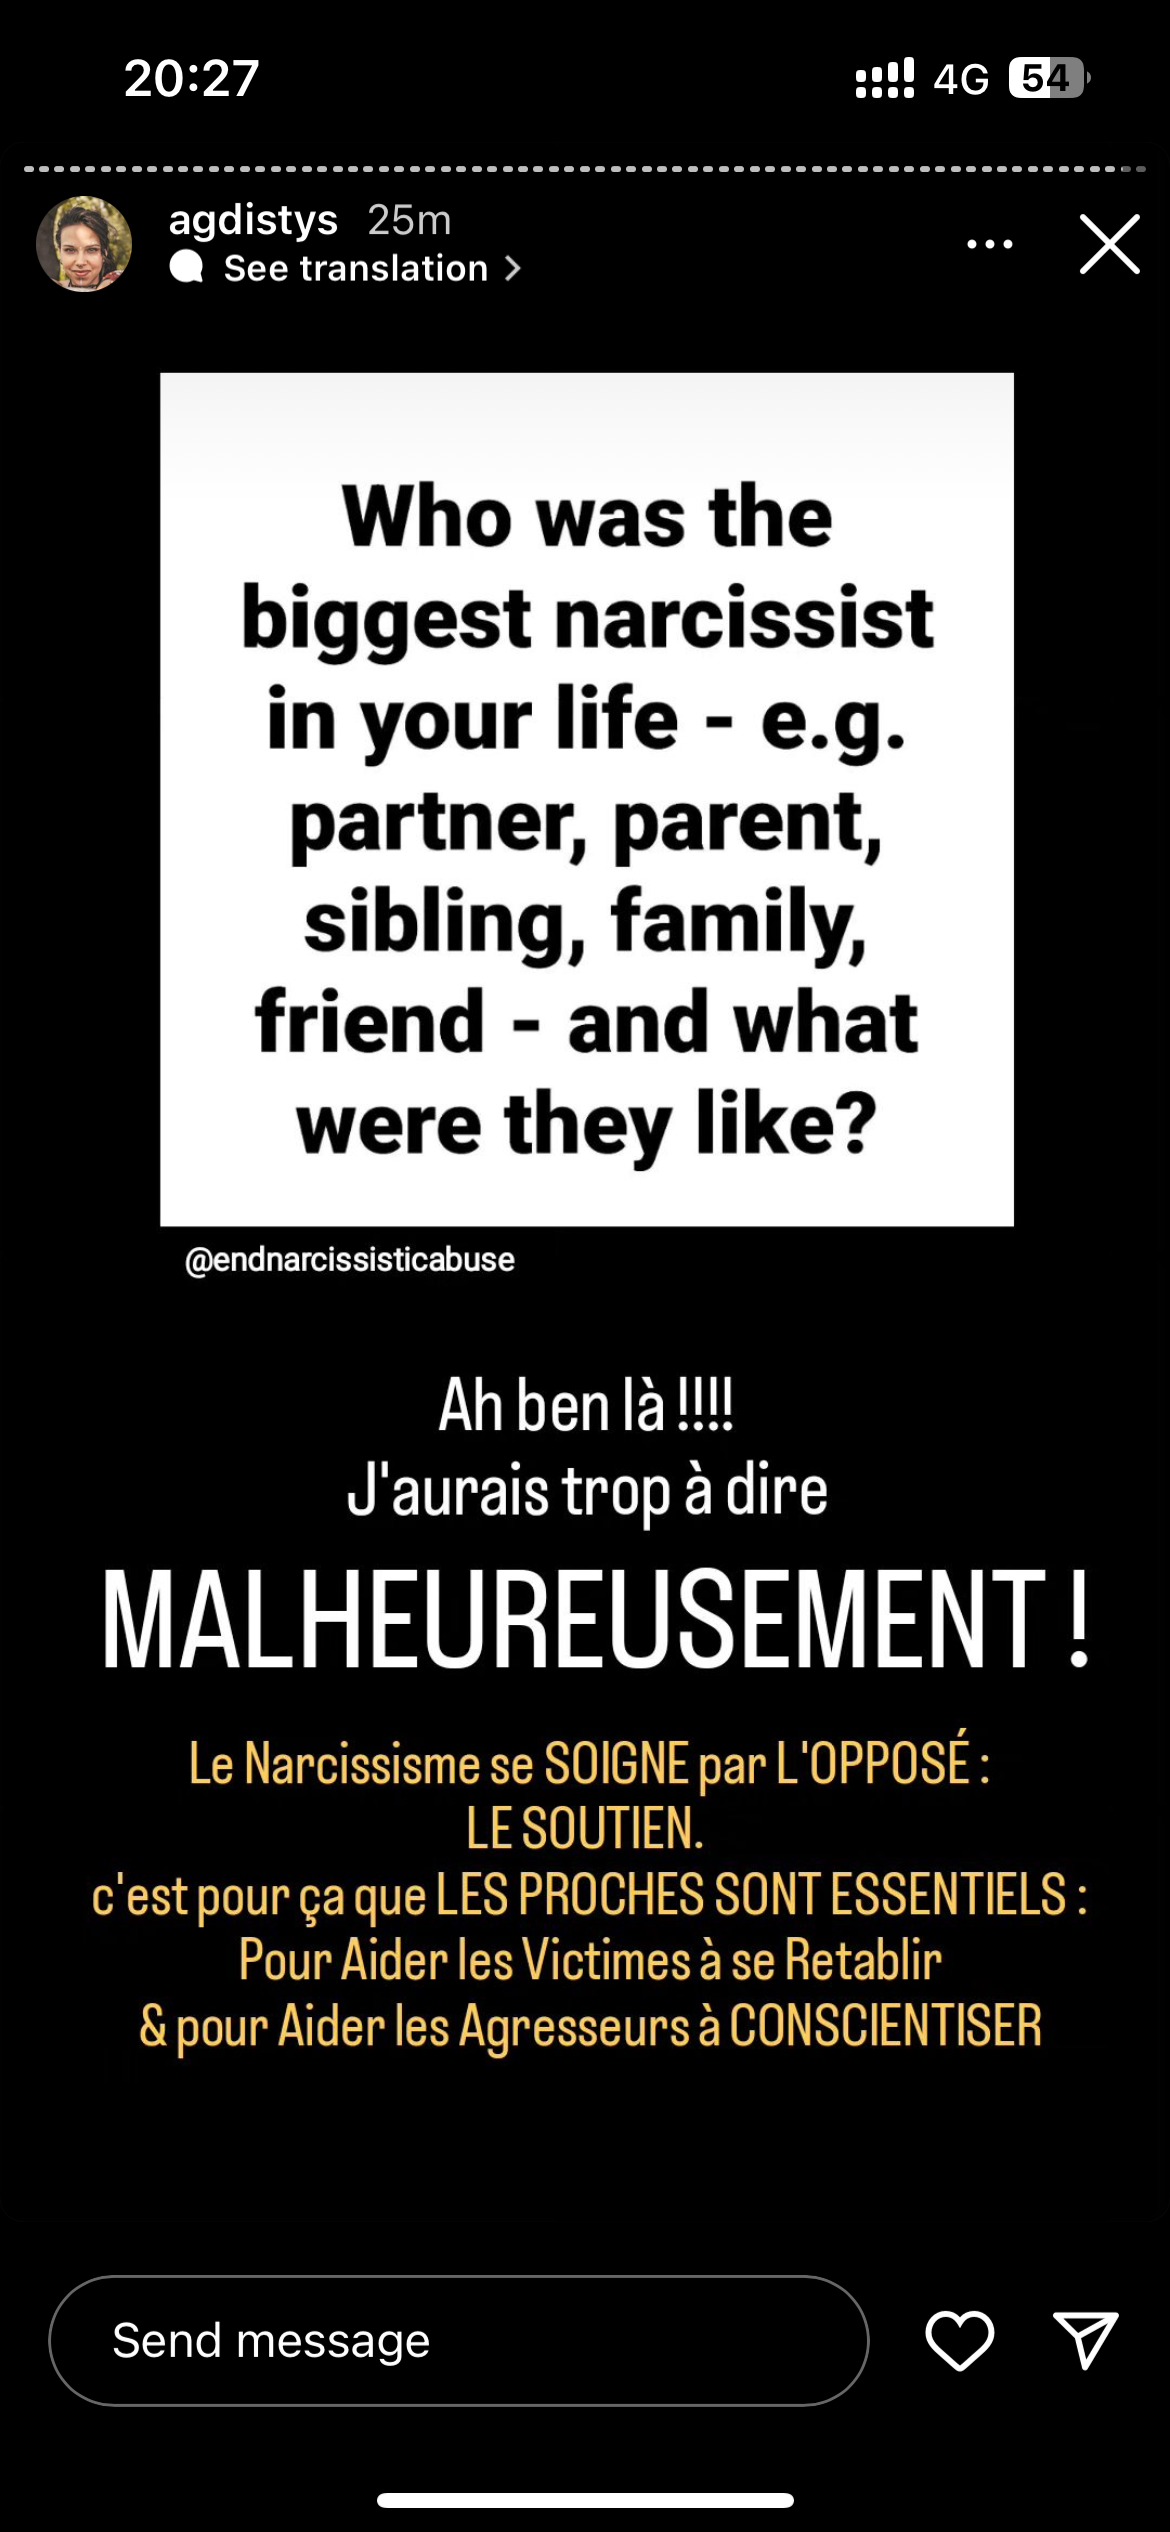 20:27 4G 54
agdistys 25m
See translation >
Who was the
biggest narcissist
in your life - e.g.
partner, parent,
sibling, family,
friend - and what
were they like?
@endnarcissisticabuse
Ah ben là !!!!
J'aurais trop à dire
MALHEUREUSEMENT !
Le Narcissisme se SOIGNE par L'OPPOSÉ :
LE SOUTIEN.
c'est pour ça que LES PROCHES SONT ESSENTIELS :
Pour Aider les Victimes à se Retablir
& pour Aider les Agresseurs à CONSCIENTISER
Send message